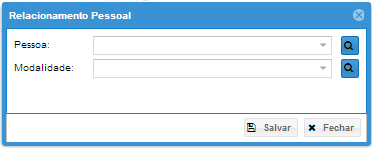 Relacionamento Pessoal
Pessoa:
Modalidade:
Salvar Fechar